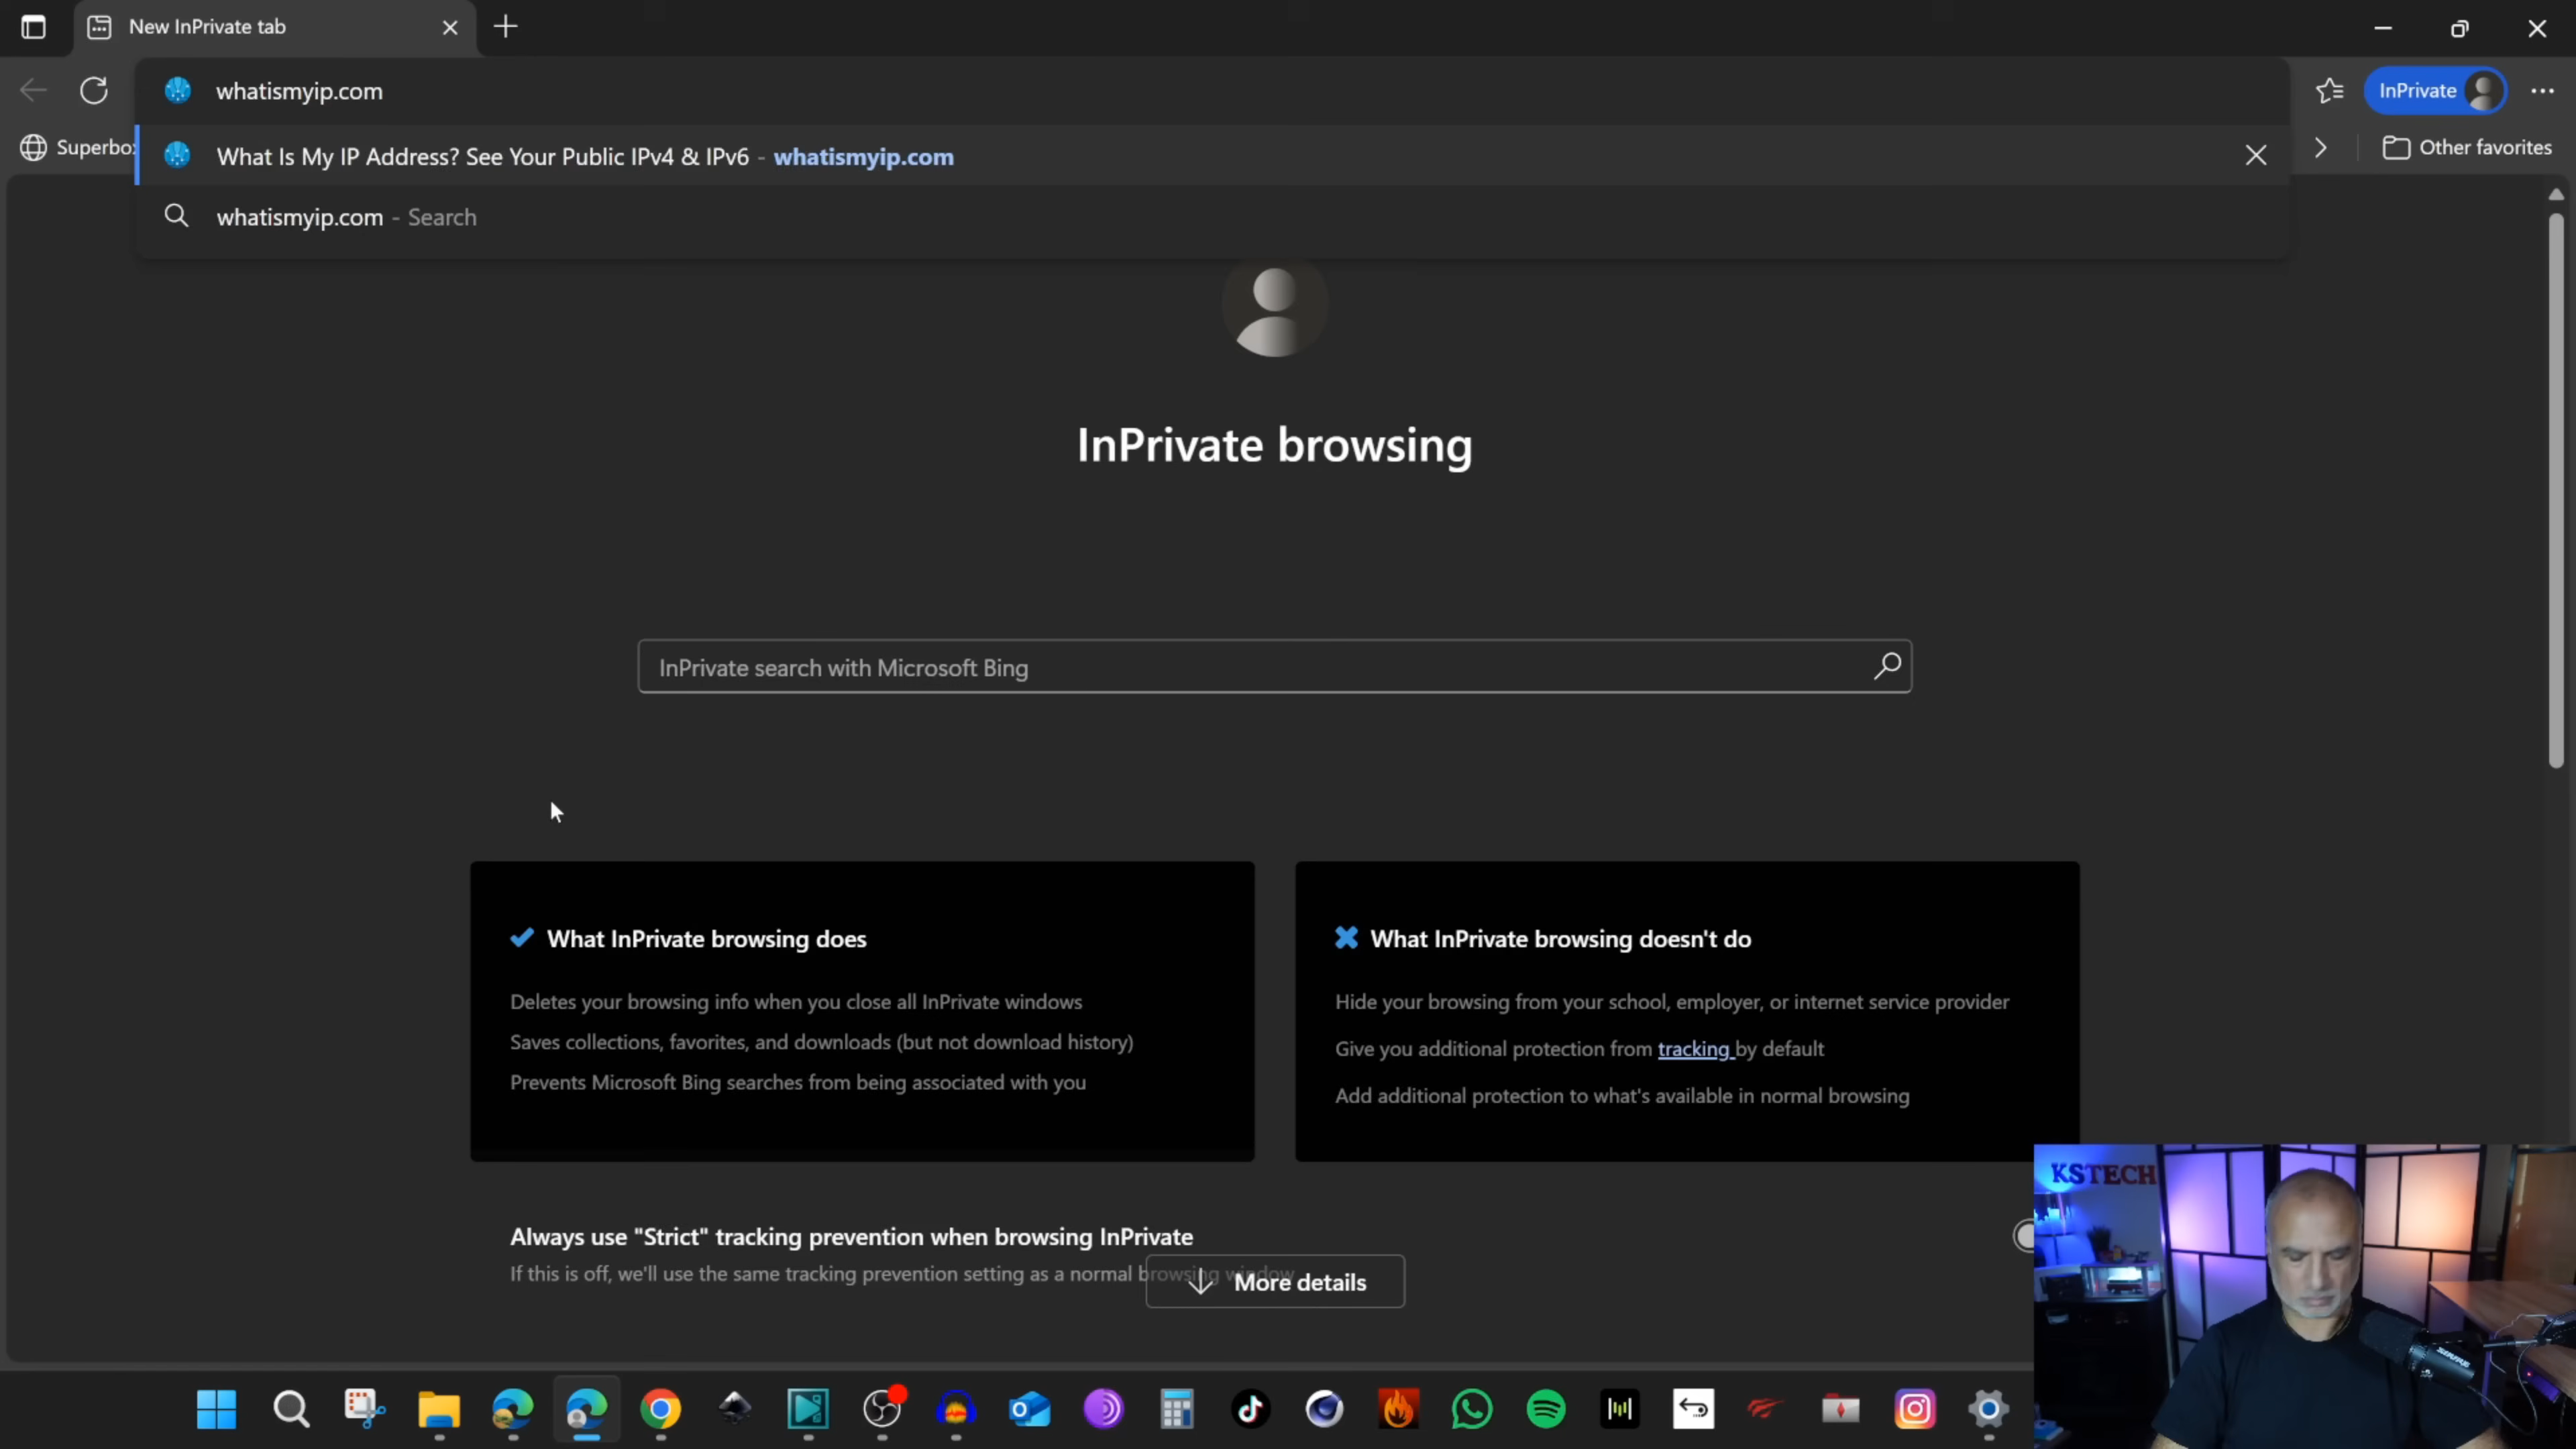 New InPrivate tab
whatismyip.com
InPrivate
Superbo
What Is My IP Address? See Your Public IPv4 & IPv6 - whatismyip.com
Other favorites
whatismyip.com - Search
InPrivate browsing
InPrivate search with Microsoft Bing
What InPrivate browsing does
Deletes your browsing info when you close all InPrivate windows
Saves collections, favorites, and downloads (but not download history)
Prevents Microsoft Bing searches from being associated with you
What InPrivate browsing doesn't do
Hide your browsing from your school, employer, or internet service provider
Give you additional protection from tracking by default
Add additional protection to what's available in normal browsing
Always use "Strict" tracking prevention when browsing InPrivate
If this is off, we'll use the same tracking prevention setting as a normal browsing window
More details
KSTECH
SHURE